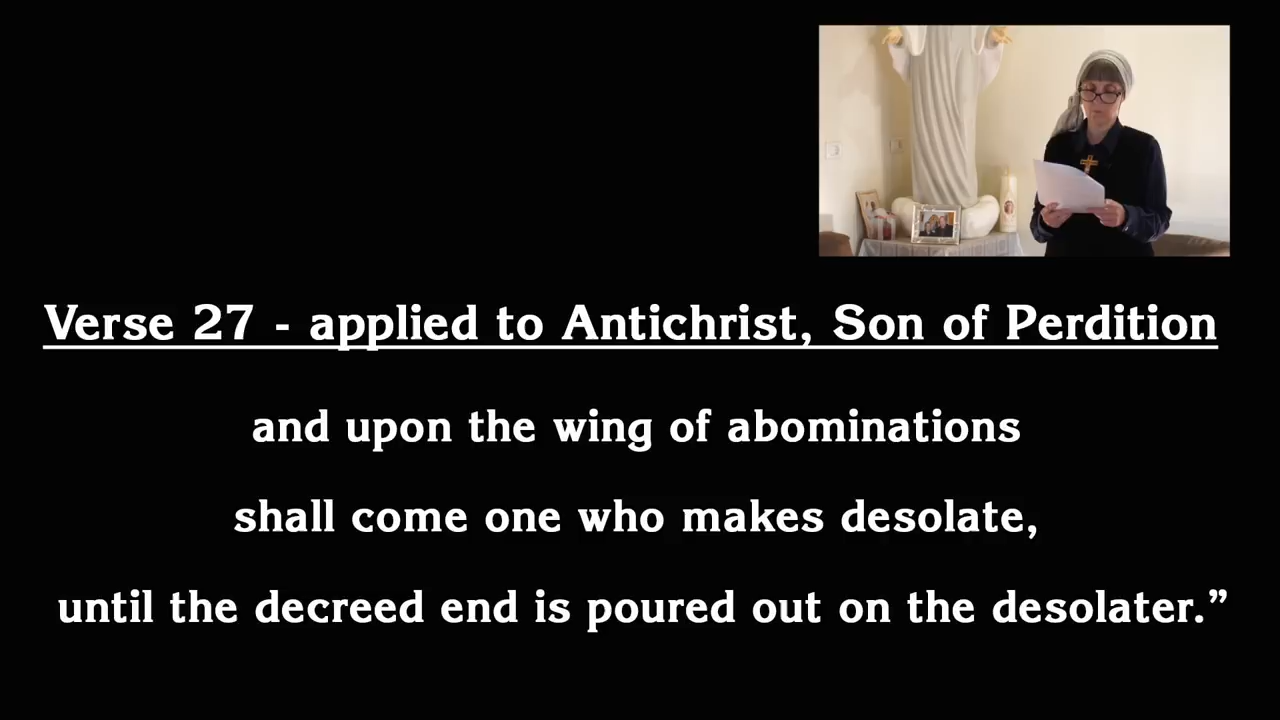 Verse 27 - applied to Antichrist, Son of Perdition
and upon the wing of abominations
shall come one who makes desolate,
until the decreed end is poured out on the desolater.”